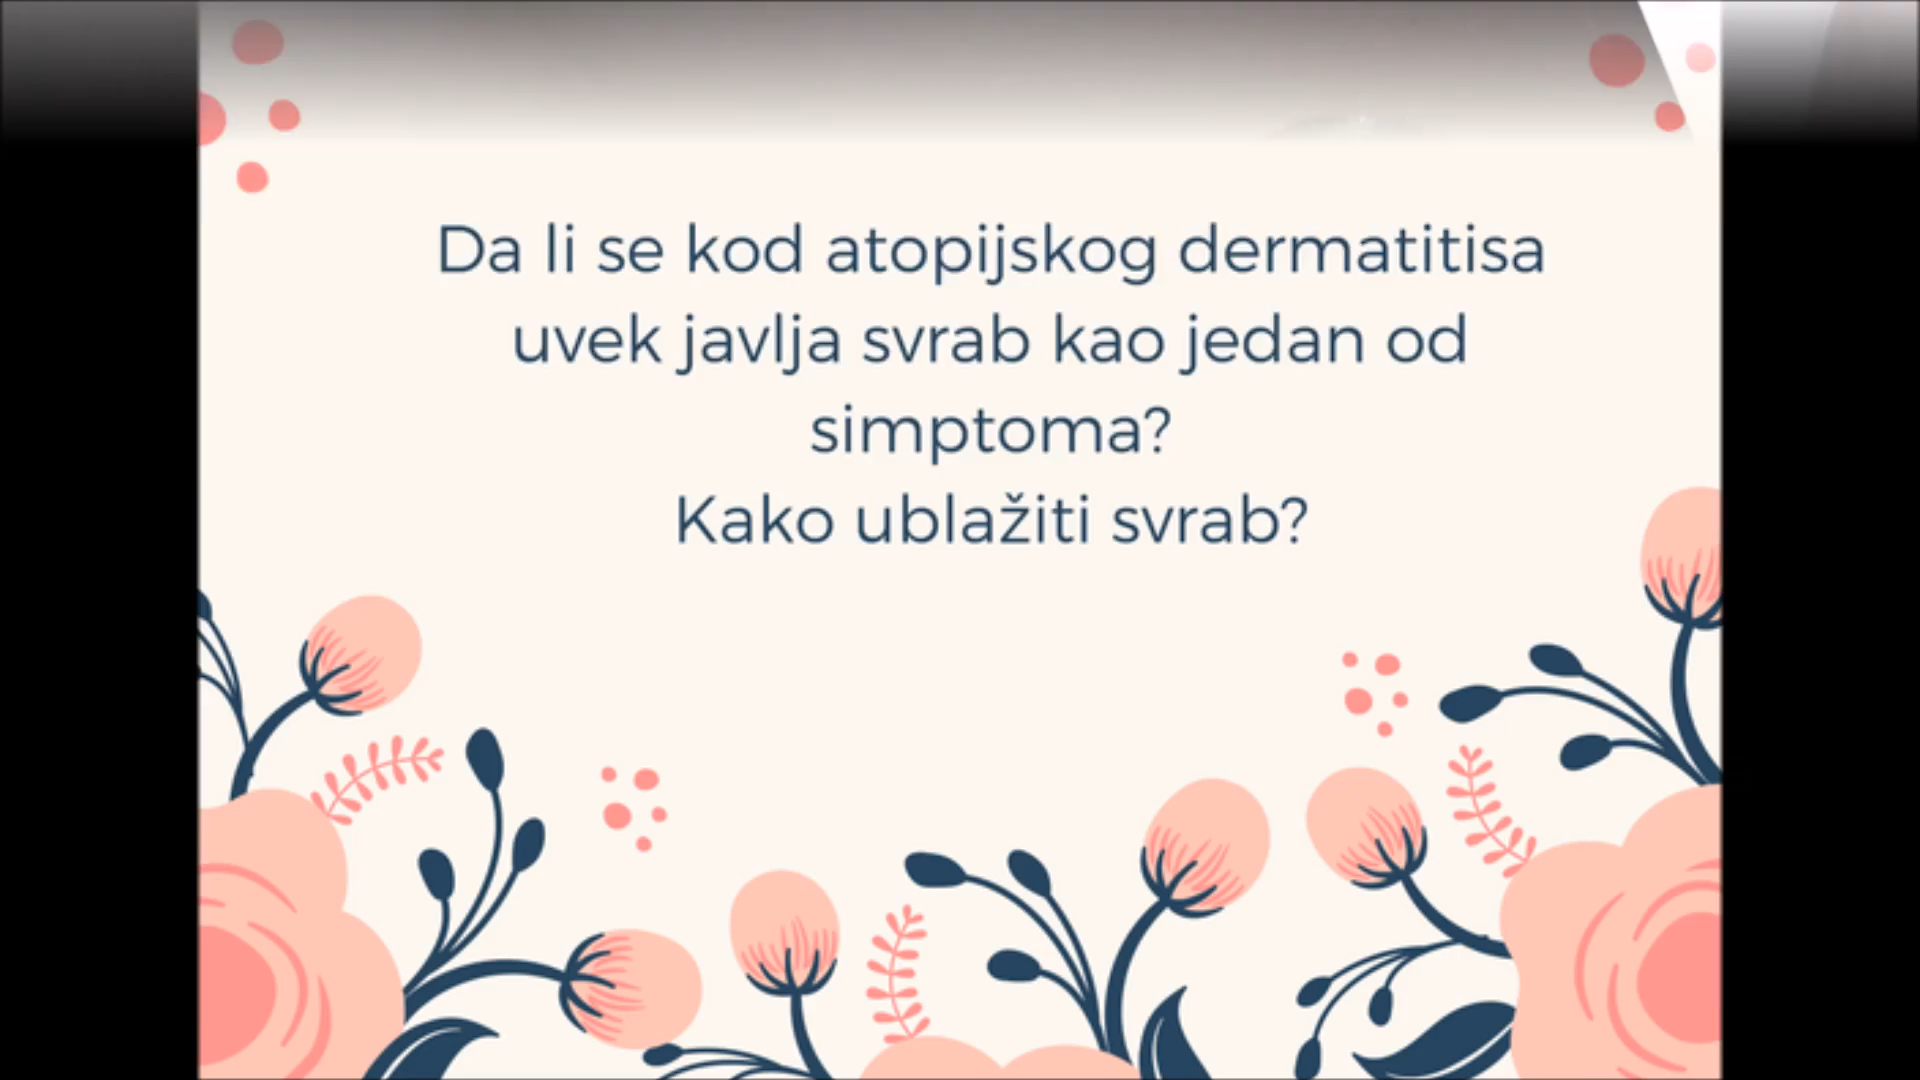 Da li se kod atopijskog dermatitisa
uvek javlja svrab kao jedan od
simptoma?
Kako ublažiti svrab?